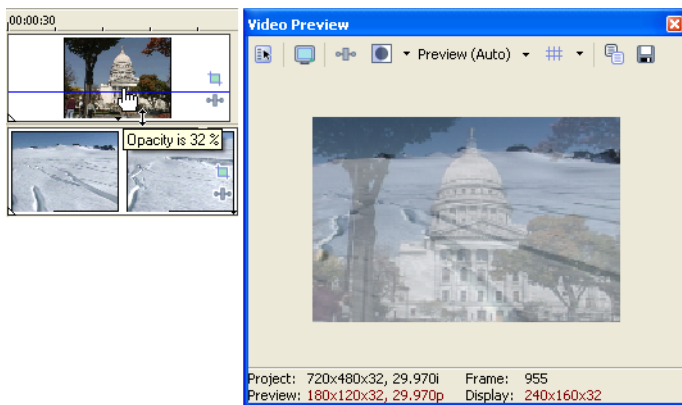 00:00:30
Opacity is 32 %
Video Preview
Preview (Auto)
Project: 720x480x32, 29.970i Frame: 955
Preview: 180x120x32, 29.970p Display: 240x160x32